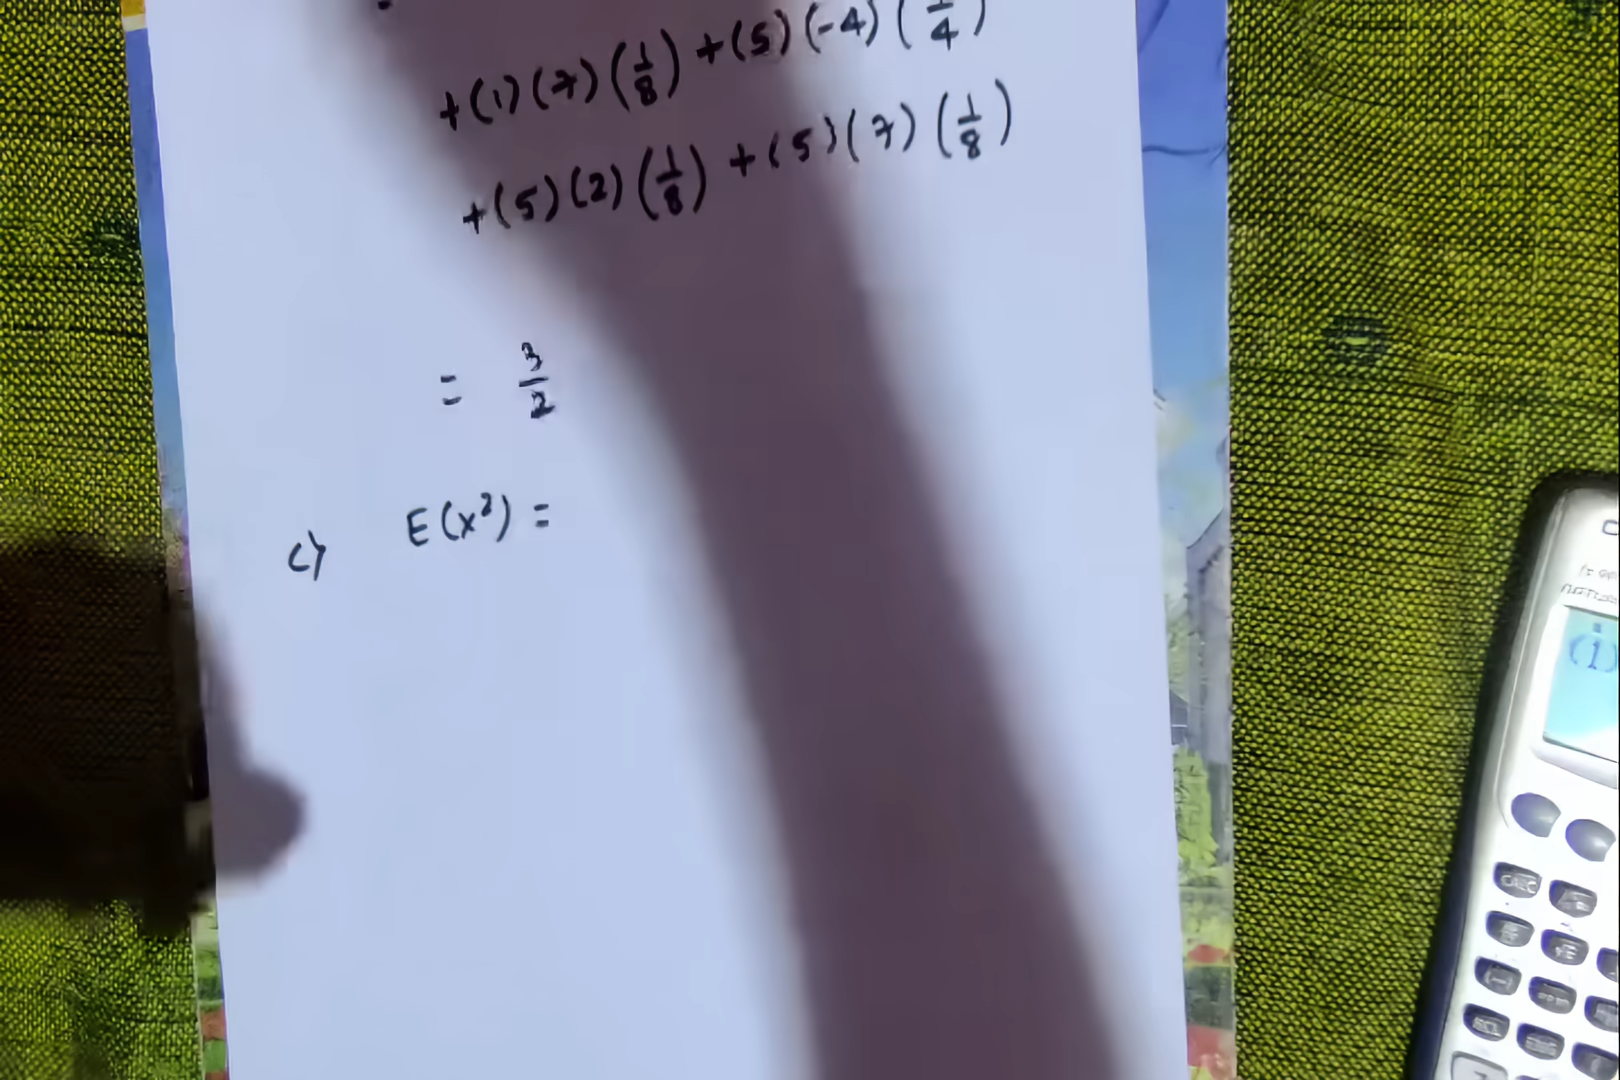 +(1)(7)(1/8)+(5)(-4)(1/4)
+(5)(2)(1/8)+(5)(7)(1/8)
= 3/2
c) E(x²) =
(i)